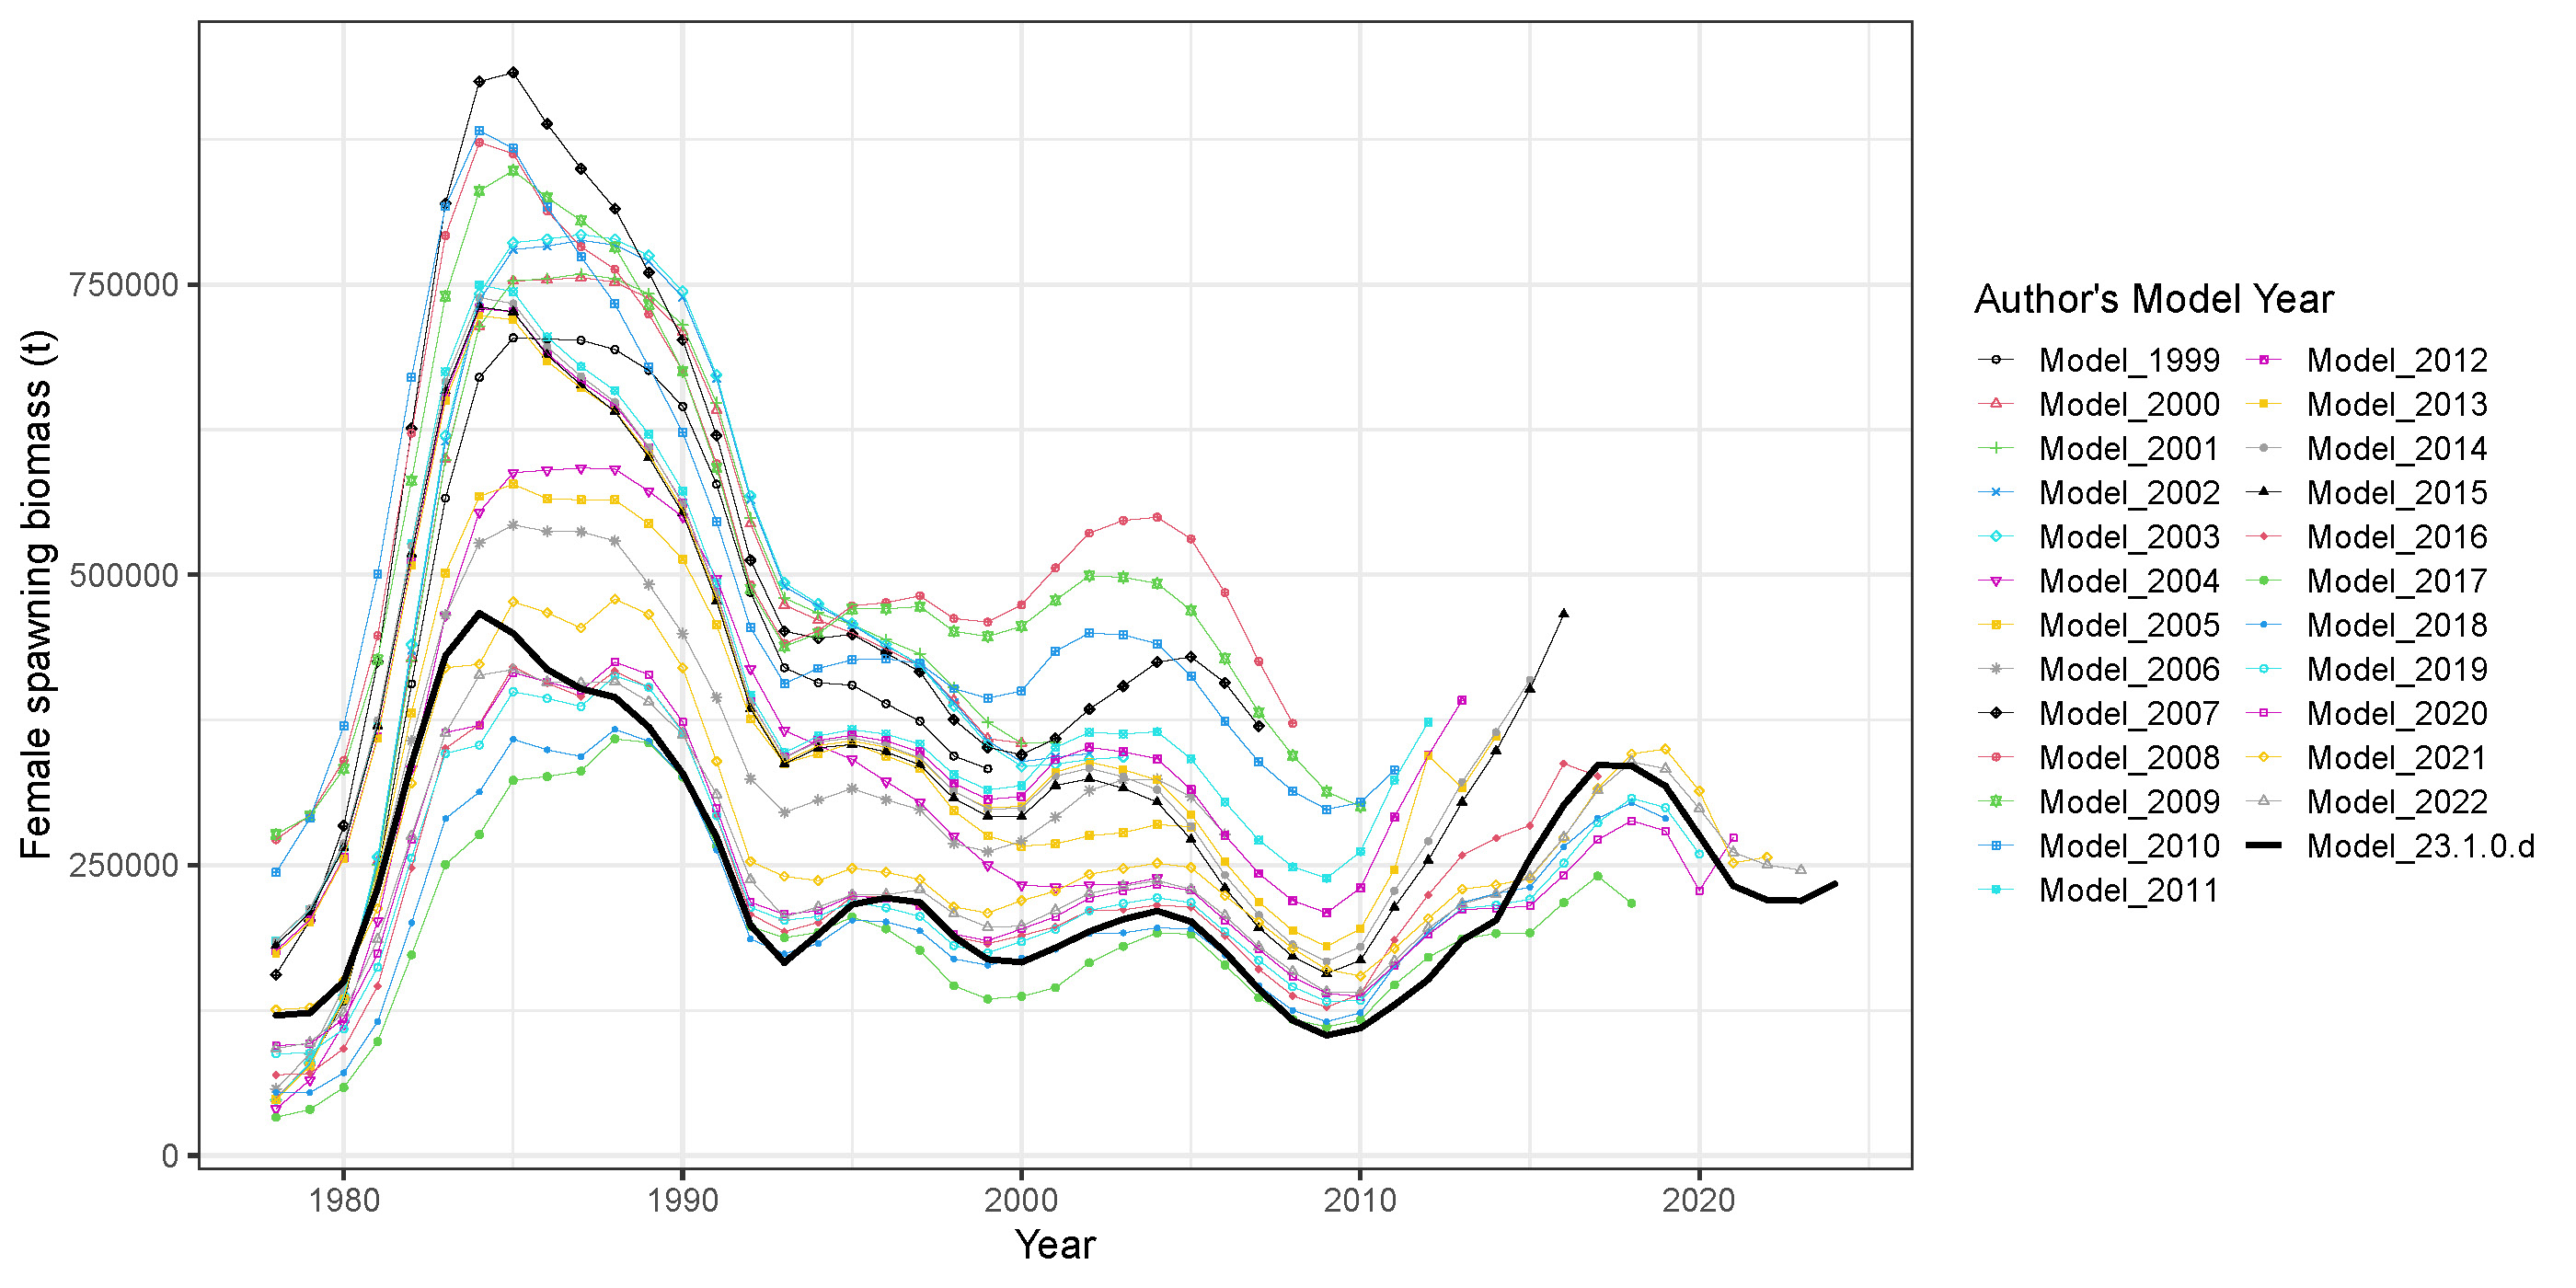 Female spawning biomass (t)
750000
500000
250000
0
1980
1990
2000
2010
2020
Year
Author's Model Year
Model_1999
Model_2000
Model_2001
Model_2002
Model_2003
Model_2004
Model_2005
Model_2006
Model_2007
Model_2008
Model_2009
Model_2010
Model_2011
Model_2012
Model_2013
Model_2014
Model_2015
Model_2016
Model_2017
Model_2018
Model_2019
Model_2020
Model_2021
Model_2022
Model_23.1.0.d